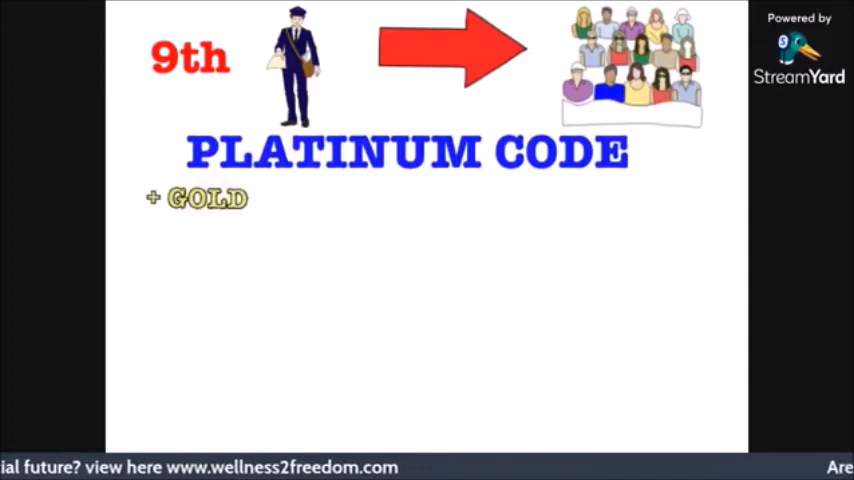 Powered by
StreamYard
9th
PLATINUM CODE
+ GOLD
ial future? view here www.wellness2freedom.com
Are